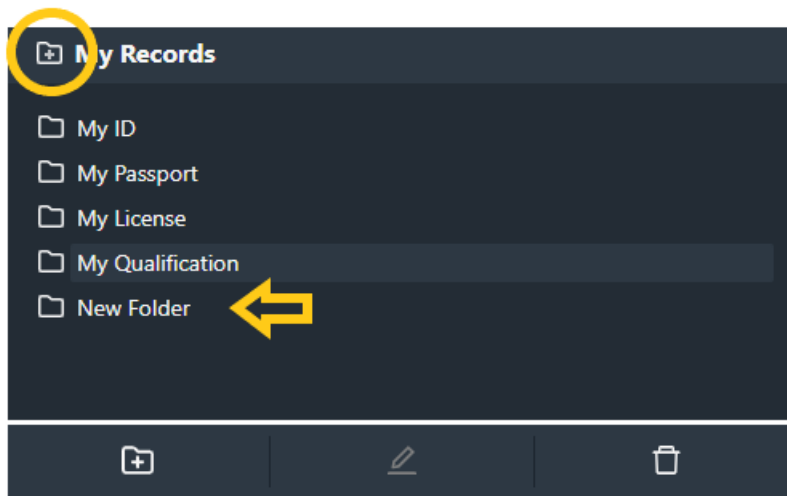 My Records
My ID
My Passport
My License
My Qualification
New Folder